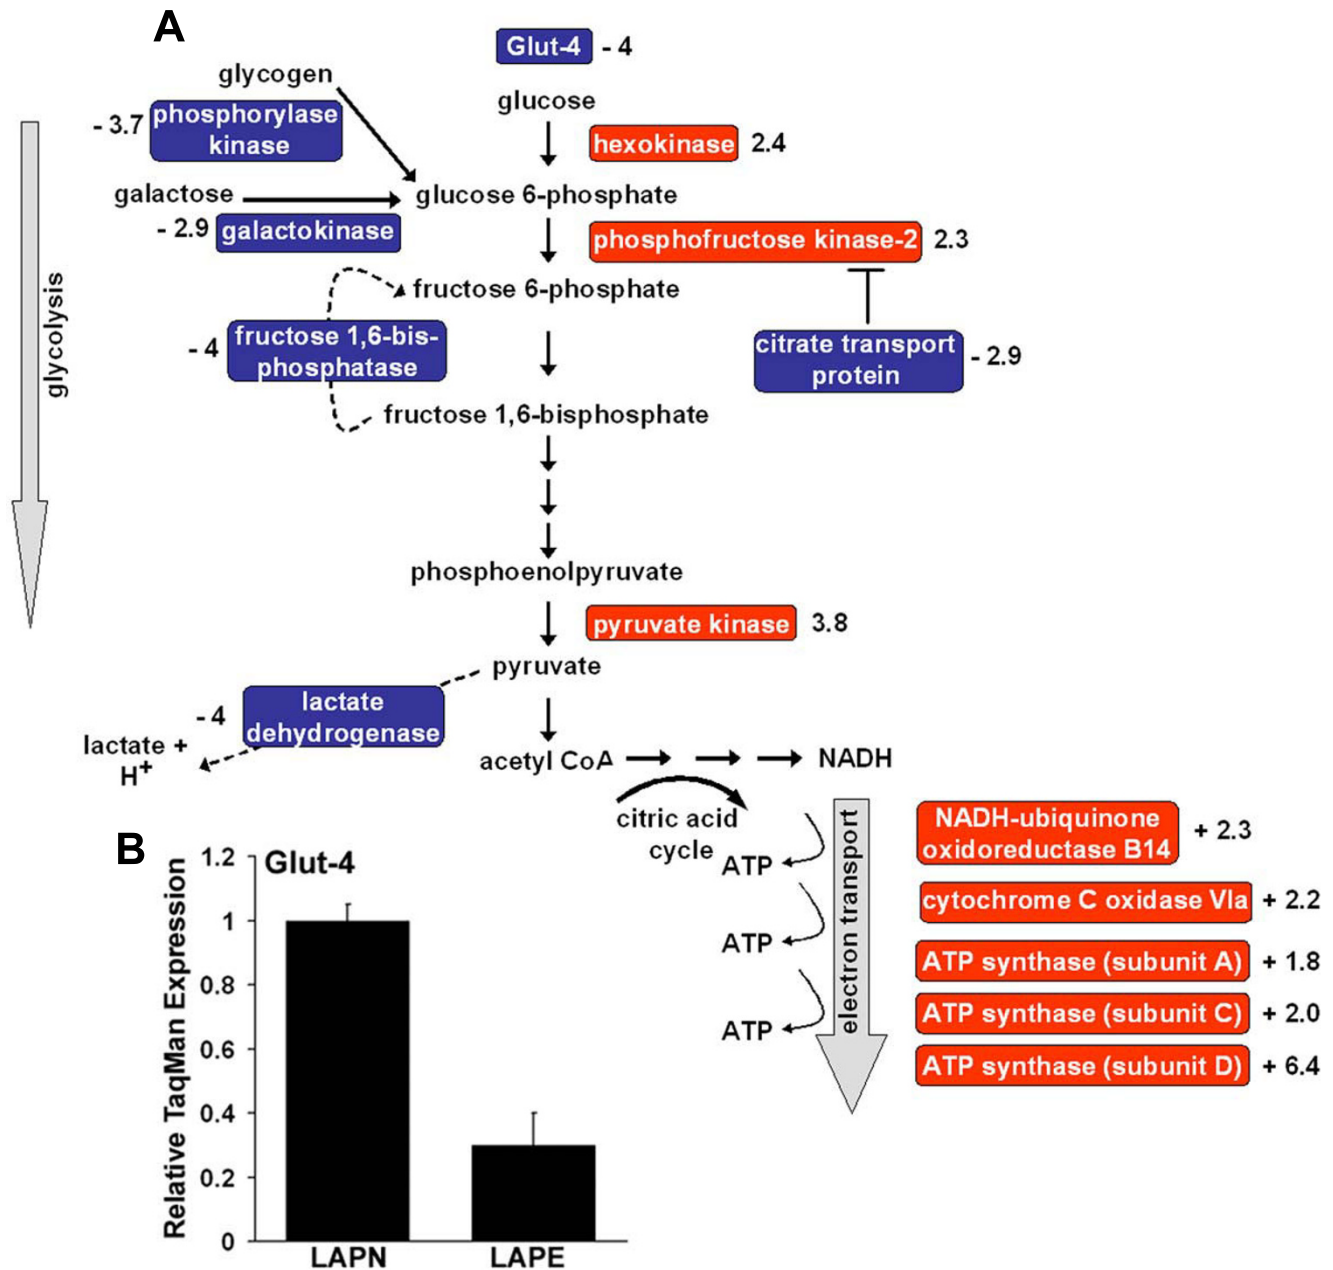 A
Glut-4 - 4
glycogen
glucose
- 3.7 phosphorylase
kinase
hexokinase 2.4
galactose
glucose 6-phosphate
- 2.9 galactokinase
phosphofructose kinase-2 2.3
fructose 6-phosphate
- 4 fructose 1,6-bis-
phosphatase
citrate transport
protein - 2.9
fructose 1,6-bisphosphate
glycolysis
phosphoenolpyruvate
pyruvate kinase 3.8
pyruvate
- 4 lactate
dehydrogenase
lactate +
H+
acetyl CoA
NADH
citric acid
cycle
ATP
ATP
ATP
electron transport
NADH-ubiquinone
oxidoreductase B14 + 2.3
cytochrome C oxidase VIa + 2.2
ATP synthase (subunit A) + 1.8
ATP synthase (subunit C) + 2.0
ATP synthase (subunit D) + 6.4
B
Glut-4
Relative TaqMan Expression
1.2
1
0.8
0.6
0.4
0.2
0
LAPN LAPE